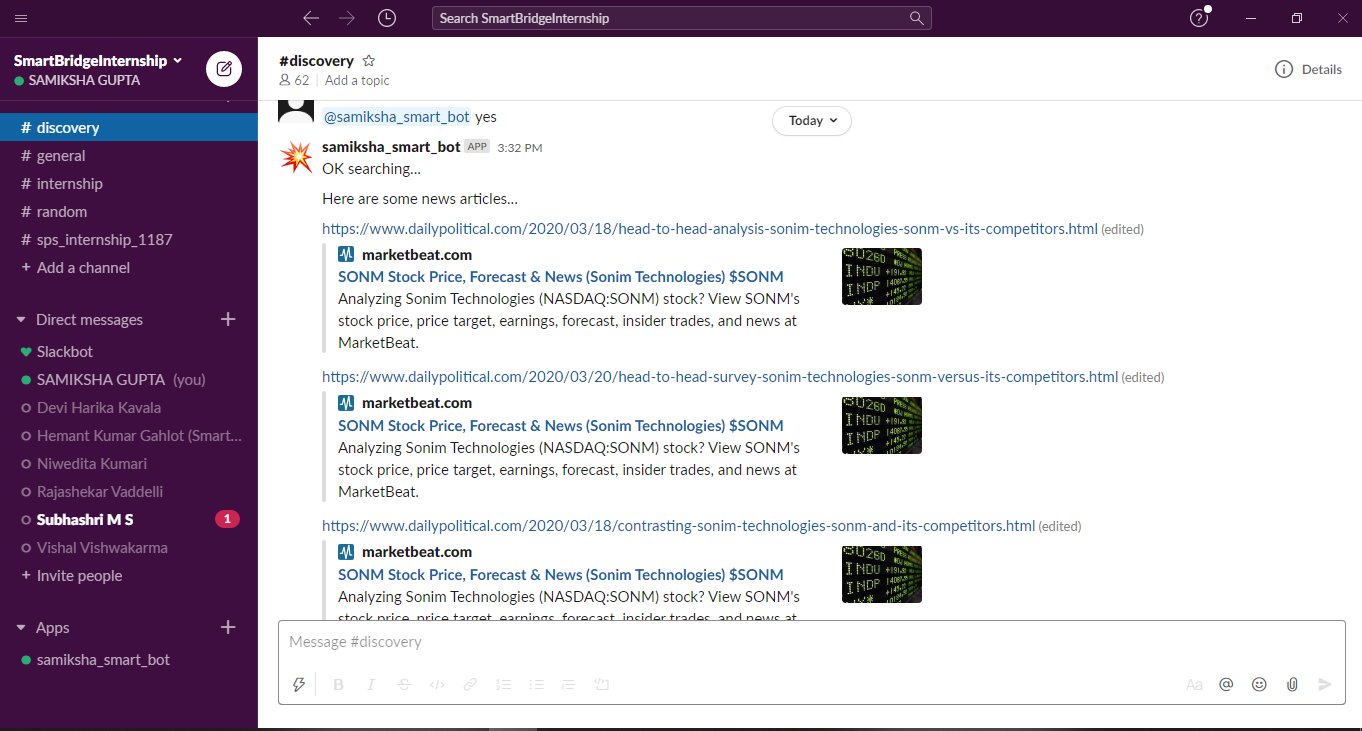 Search SmartBridgeInternship
SmartBridgeInternship
SAMIKSHA GUPTA
# discovery
# general
# internship
# random
# sps_internship_1187
+ Add a channel
Direct messages
Slackbot
SAMIKSHA GUPTA (you)
Devi Harika Kavala
Hemant Kumar Gahlot (Smart...
Niwedita Kumari
Rajashekar Vaddelli
Subhashri M S 1
Vishal Vishwakarma
+ Invite people
Apps
samiksha_smart_bot
#discovery
62 | Add a topic
Details
@samiksha_smart_bot yes
Today
samiksha_smart_bot APP 3:32 PM
OK searching...
Here are some news articles...
https://www.dailypolitical.com/2020/03/18/head-to-head-analysis-sonim-technologies-sonm-vs-its-competitors.html (edited)
marketbeat.com
SONM Stock Price, Forecast & News (Sonim Technologies) $SONM
Analyzing Sonim Technologies (NASDAQ:SONM) stock? View SONM's
stock price, price target, earnings, forecast, insider trades, and news at
MarketBeat.
https://www.dailypolitical.com/2020/03/20/head-to-head-survey-sonim-technologies-sonm-versus-its-competitors.html (edited)
marketbeat.com
SONM Stock Price, Forecast & News (Sonim Technologies) $SONM
Analyzing Sonim Technologies (NASDAQ:SONM) stock? View SONM's
stock price, price target, earnings, forecast, insider trades, and news at
MarketBeat.
https://www.dailypolitical.com/2020/03/18/contrasting-sonim-technologies-sonm-and-its-competitors.html (edited)
marketbeat.com
SONM Stock Price, Forecast & News (Sonim Technologies) $SONM
Analyzing Sonim Technologies (NASDAQ:SONM) stock? View SONM's
stock price, price target, earnings, forecast, insider trades, and news at
Message #discovery
B I S </> Aa @
INDU
INDP
INDU
INDP
INDU
INDP